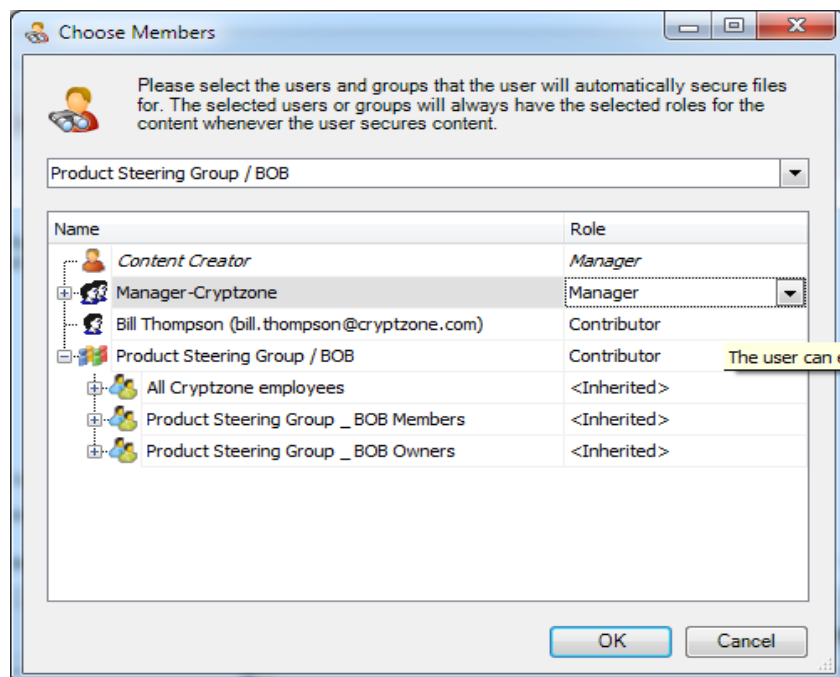 Choose Members
Please select the users and groups that the user will automatically secure files
for. The selected users or groups will always have the selected roles for the
content whenever the user secures content.
Product Steering Group / BOB
Name Role
Content Creator Manager
Manager-Cryptzone Manager
Bill Thompson (bill.thompson@cryptzone.com) Contributor
Product Steering Group / BOB Contributor The user can
All Cryptzone employees <Inherited>
Product Steering Group _ BOB Members <Inherited>
Product Steering Group _ BOB Owners <Inherited>
OK Cancel